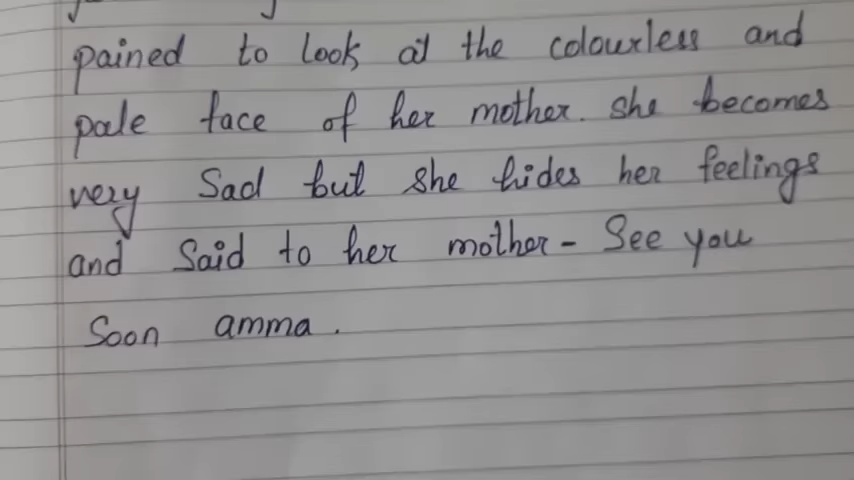 pained to look at the colourless and
pale face of her mother. she becomes
very Sad but she hides her feelings
and Said to her mother - See you
Soon amma.